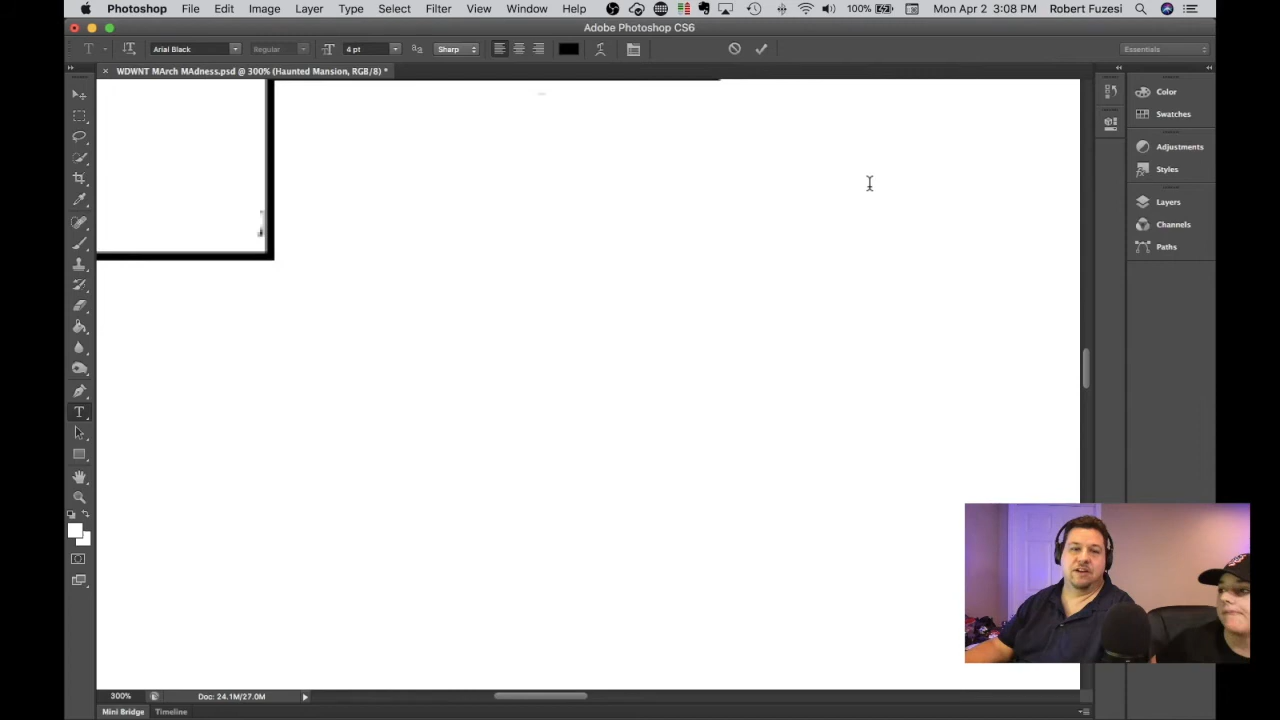 Photoshop File Edit Image Layer Type Select Filter View Window Help 100% Mon Apr 2 3:08 PM Robert Fuzesi
Adobe Photoshop CS6
T Arial Black Regular 4 pt Sharp Essentials
× WDWNT MArch MAdness.psd @ 300% (Haunted Mansion, RGB/8) *
Color
Swatches
Adjustments
Styles
Layers
Channels
Paths
T
300% Doc: 24.1M/27.0M
Mini Bridge Timeline